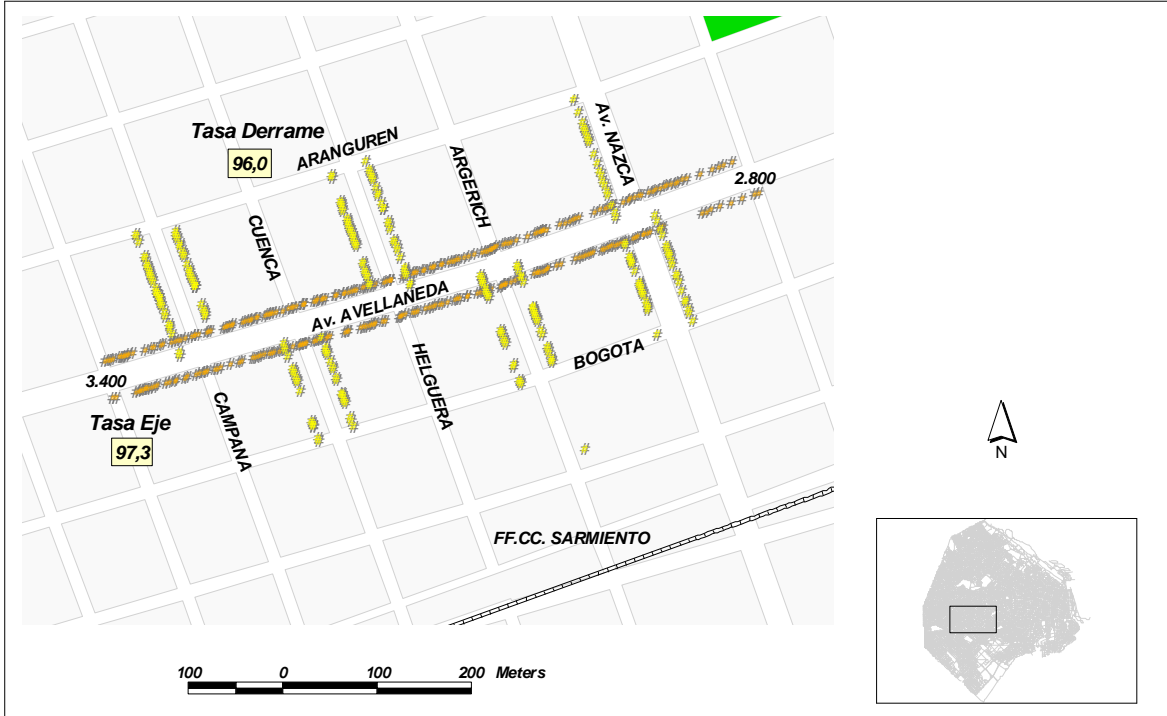 Tasa Derrame
96,0
ARANGUREN
ARGERICH
Av. NAZCA
2.800
CUENCA
Av. AVELLANEDA
3.400
HELGUERA
BOGOTA
CAMPANA
Tasa Eje
97,3
FF.CC. SARMIENTO
N
100 0 100 200 Meters